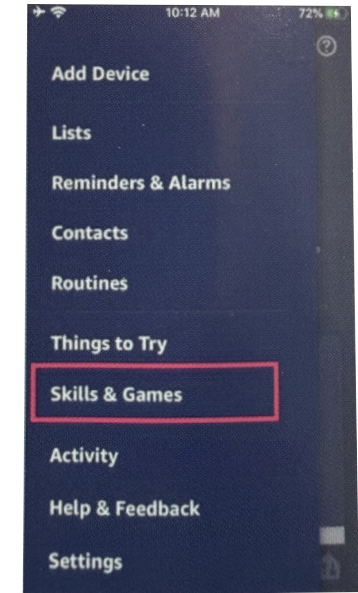 10:12 AM
72%
?
Add Device
Lists
Reminders & Alarms
Contacts
Routines
Things to Try
Skills & Games
Activity
Help & Feedback
Settings